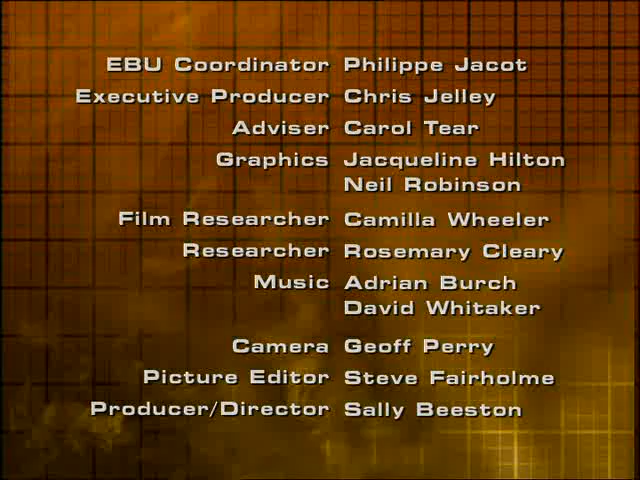 EBU Coordinator Philippe Jacot
Executive Producer Chris Jelley
Adviser Carol Tear
Graphics Jacqueline Hilton
Neil Robinson
Film Researcher Camilla Wheeler
Researcher Rosemary Cleary
Music Adrian Burch
David Whitaker
Camera Geoff Perry
Picture Editor Steve Fairholme
Producer/Director Sally Beeston